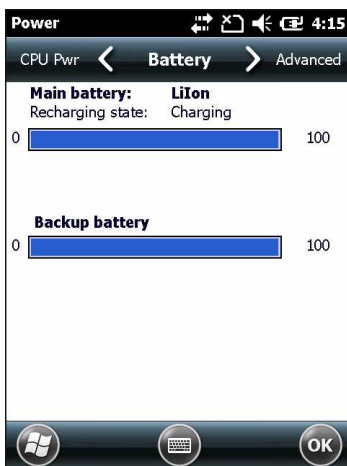 Power 4:15
CPU Pwr Battery Advanced
Main battery: LiIon
Recharging state: Charging
0 100
Backup battery
0 100
OK